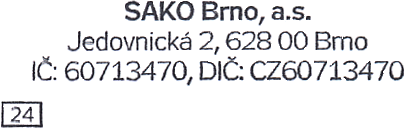 SAKO Brno, a.s.
Jedovnická 2, 628 00 Brno
IČ: 60713470, DIČ: CZ60713470
24